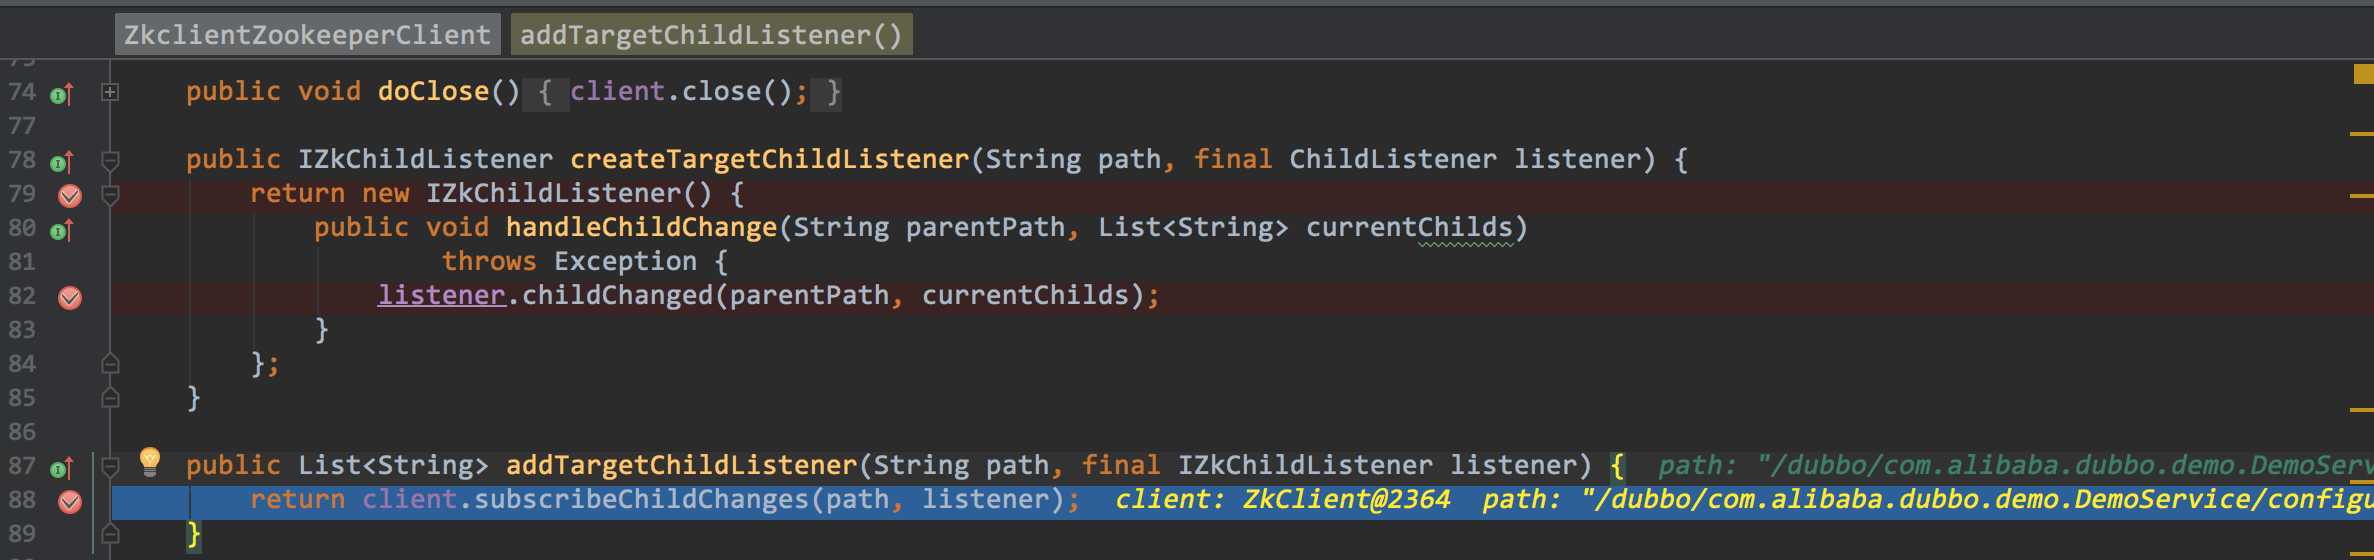 ZkclientZookeeperClient addTargetChildListener()
74 public void doClose() { client.close(); }
77
78 public IZkChildListener createTargetChildListener(String path, final ChildListener listener) {
79 return new IZkChildListener() {
80 public void handleChildChange(String parentPath, List<String> currentChilds)
81 throws Exception {
82 listener.childChanged(parentPath, currentChilds);
83 }
84 };
85 }
86
87 public List<String> addTargetChildListener(String path, final IZkChildListener listener) { path: "/dubbo/com.alibaba.dubbo.demo.DemoServ
88 return client.subscribeChildChanges(path, listener); client: ZkClient@2364 path: "/dubbo/com.alibaba.dubbo.demo.DemoService/configu
89 }